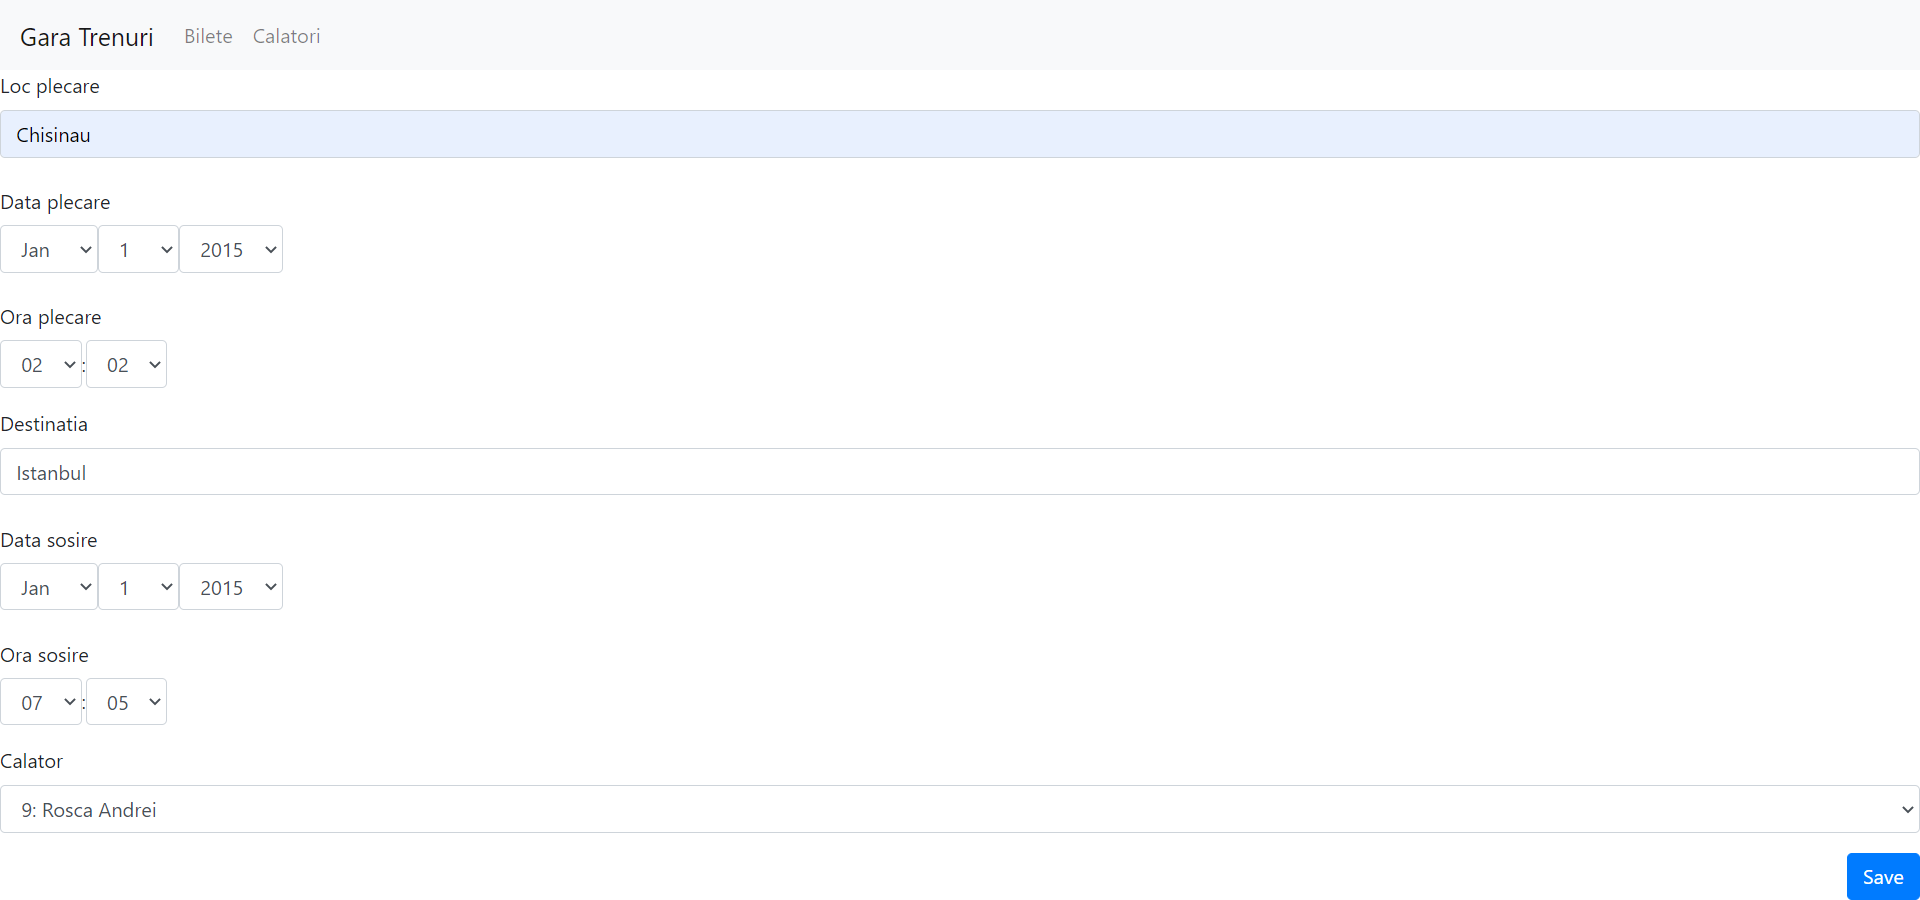 Gara Trenuri Bilete Calatori
Loc plecare
Chisinau
Data plecare
Jan 1 2015
Ora plecare
02 : 02
Destinatia
Istanbul
Data sosire
Jan 1 2015
Ora sosire
07 : 05
Calator
9: Rosca Andrei
Save